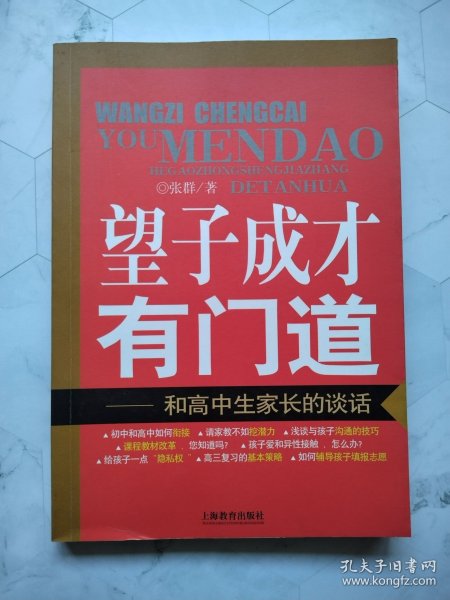 WANGZI CHENGCAI
YOU MENDAO
HEGAOZHONGSHENGJIAZHANG
DETANHUA
◎张群/著
望子成才
有门道
——和高中生家长的谈话
▲初中和高中如何衔接 ▲请家教不如挖潜力 ▲浅谈与孩子沟通的技巧
▲课程教材改革，您知道吗？ ▲孩子爱和异性接触，怎么办？
▲给孩子一点“隐私权” ▲高三复习的基本策略 ▲如何辅导孩子填报志愿
上海教育出版社
孔夫子旧书网
www.kongfz.com